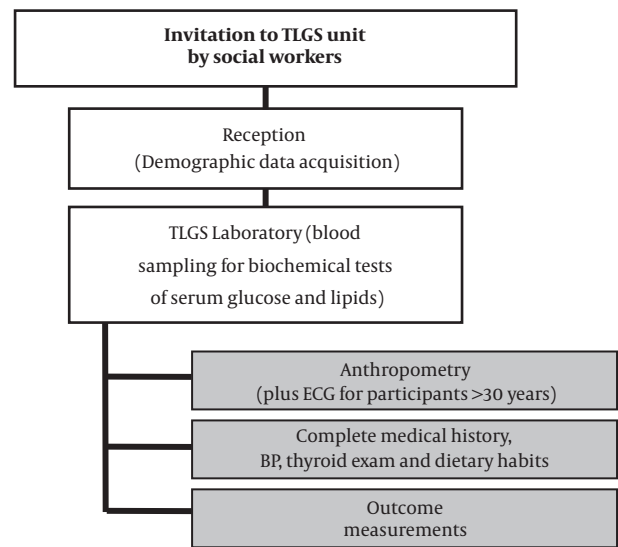 Invitation to TLGS unit
by social workers
Reception
(Demographic data acquisition)
TLGS Laboratory (blood
sampling for biochemical tests
of serum glucose and lipids)
Anthropometry
(plus ECG for participants >30 years)
Complete medical history,
BP, thyroid exam and dietary habits
Outcome
measurements